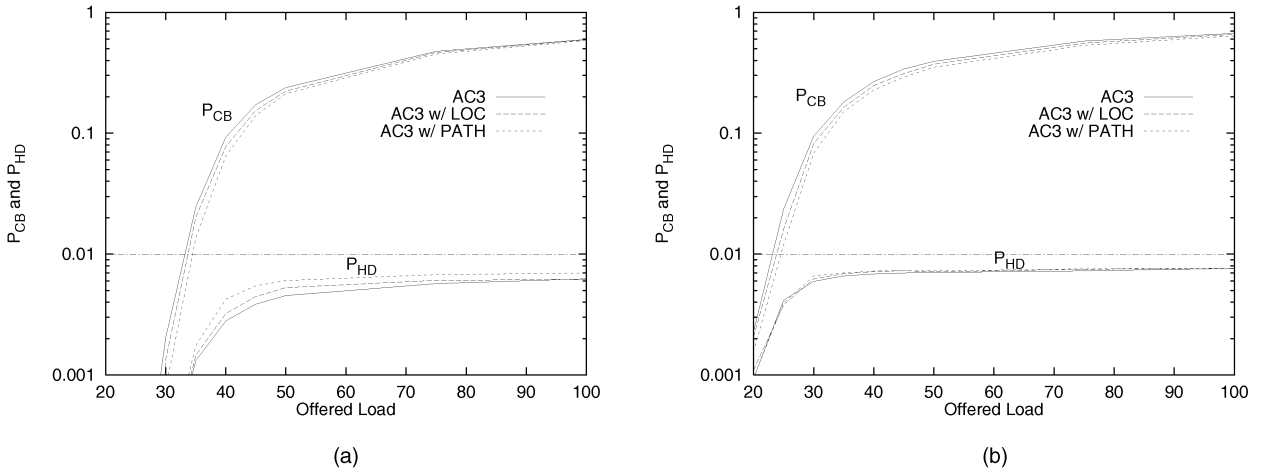 1
0.1
0.01
0.001
P_CB and P_HD
P_CB
AC3
AC3 w/ LOC
AC3 w/ PATH
P_HD
20 30 40 50 60 70 80 90 100
Offered Load
(a)
1
0.1
0.01
0.001
P_CB and P_HD
P_CB
AC3
AC3 w/ LOC
AC3 w/ PATH
P_HD
20 30 40 50 60 70 80 90 100
Offered Load
(b)